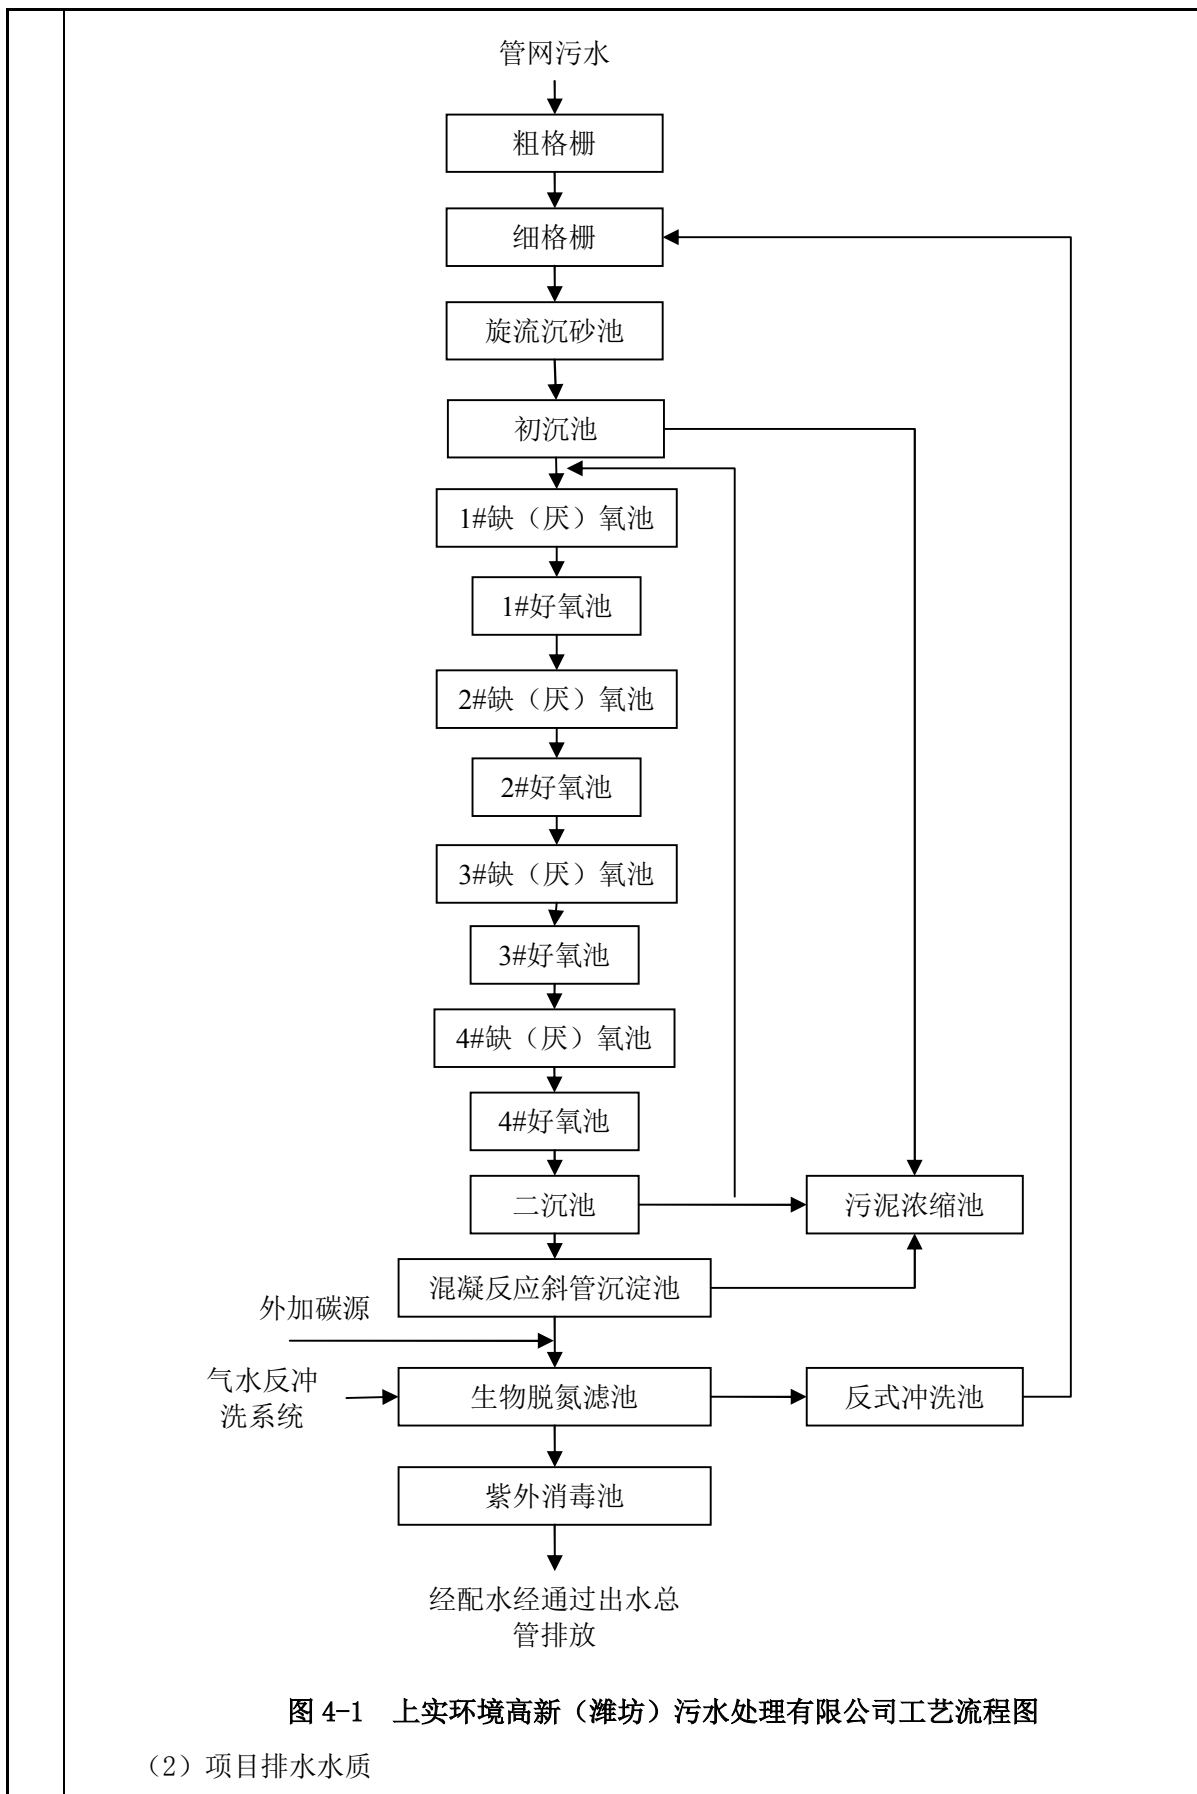 管网污水
粗格栅
细格栅
旋流沉砂池
初沉池
1#缺（厌）氧池
1#好氧池
2#缺（厌）氧池
2#好氧池
3#缺（厌）氧池
3#好氧池
4#缺（厌）氧池
4#好氧池
二沉池
污泥浓缩池
混凝反应斜管沉淀池
外加碳源
气水反冲
洗系统
生物脱氮滤池
反式冲洗池
紫外消毒池
经配水经通过出水总
管排放
图 4-1 上实环境高新（潍坊）污水处理有限公司工艺流程图
（2）项目排水水质